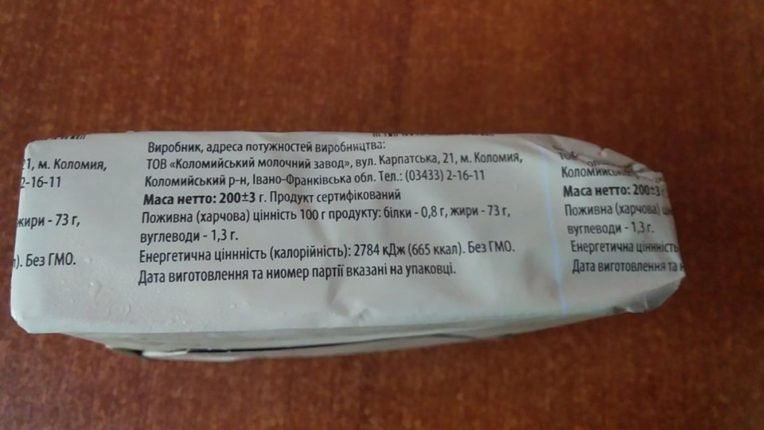 Виробник, адреса потужностей виробництва:
21, м. Коломия, ТОВ «Коломийський молочний завод», вул. Карпатська, 21, м. Коломия, ТОВ
2-16-11 Коломийський р-н, Івано-Франківська обл. Тел.: (03433) 2-16-11
Маса нетто: 200±3 г. Продукт сертифікований Маса нетто: 200±3
жири - 73 г, Поживна (харчова) цінність 100 г продукту: білки - 0,8 г, жири - 73 г, Поживна (харчова)
вуглеводи - 1,3 г. вуглеводи - 1,3 г.
). Без ГМО. Енергетична ціннність (калорійність): 2784 кДж (665 ккал). Без ГМО. Енергетична ціннність
Дата виготовлення та ниомер партії вказані на упаковці. Дата виготовлення та н